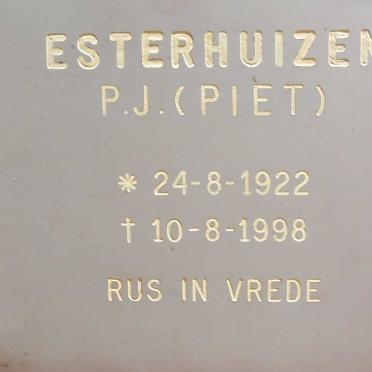 ESTERHUIZEN
P.J. (PIET)
* 24-8-1922
† 10-8-1998
RUS IN VREDE